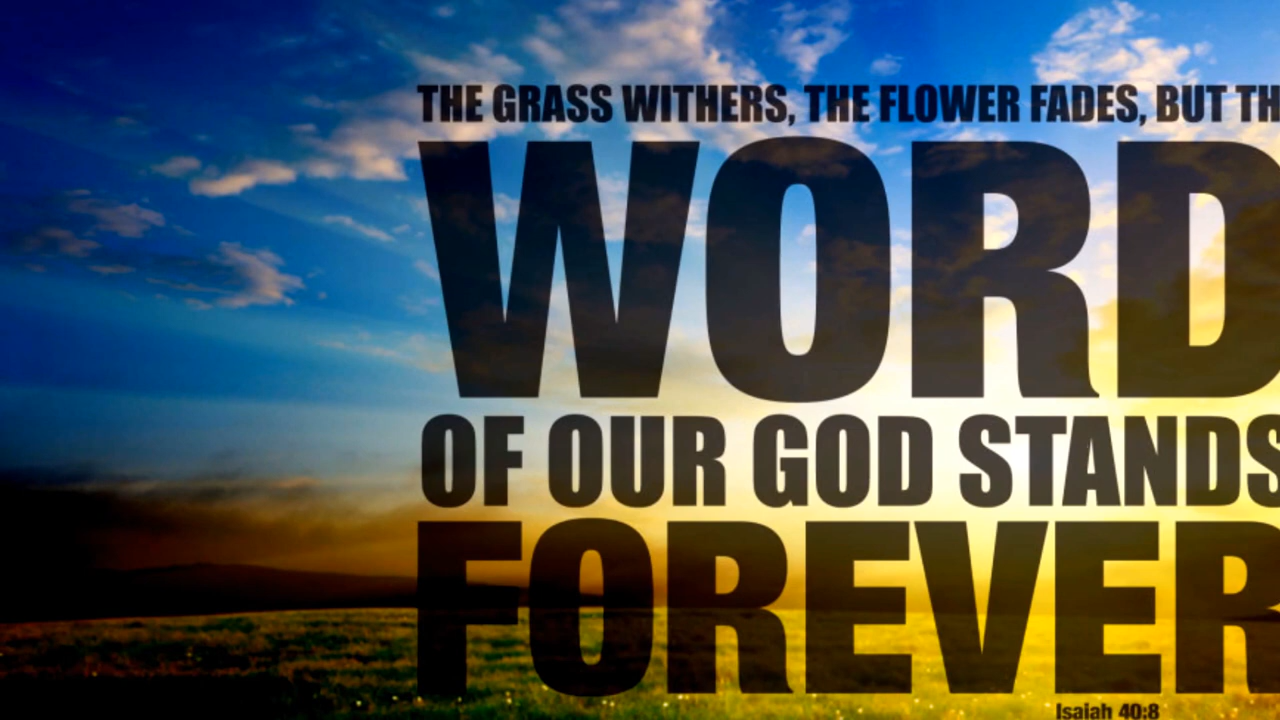 THE GRASS WITHERS, THE FLOWER FADES, BUT TH
WORD
OF OUR GOD STANDS
FOREVER
Isaiah 40:8